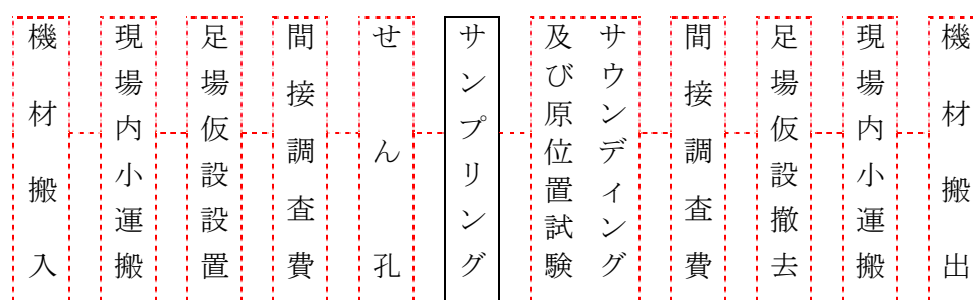 機材搬入
現場内小運搬
足場仮設設置
間接調査費
せん孔
サンプリング
サウンディング
及び原位置試験
間接調査費
足場仮設撤去
現場内小運搬
機材搬出